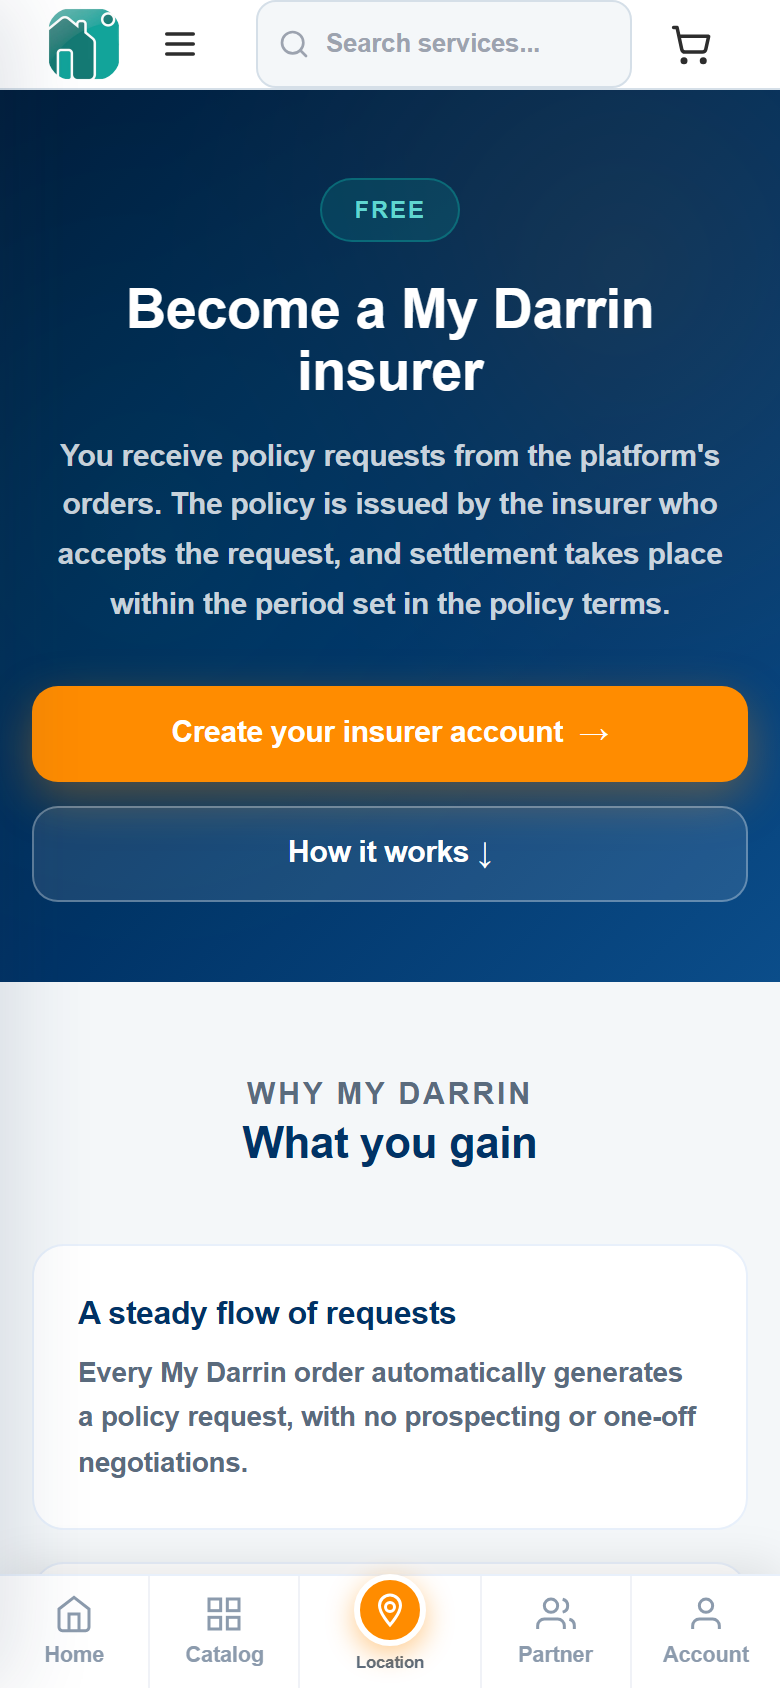 Search services...
FREE
Become a My Darrin
insurer
You receive policy requests from the platform's
orders. The policy is issued by the insurer who
accepts the request, and settlement takes place
within the period set in the policy terms.
Create your insurer account →
How it works ↓
WHY MY DARRIN
What you gain
A steady flow of requests
Every My Darrin order automatically generates
a policy request, with no prospecting or one-off
negotiations.
Home
Catalog
Location
Partner
Account